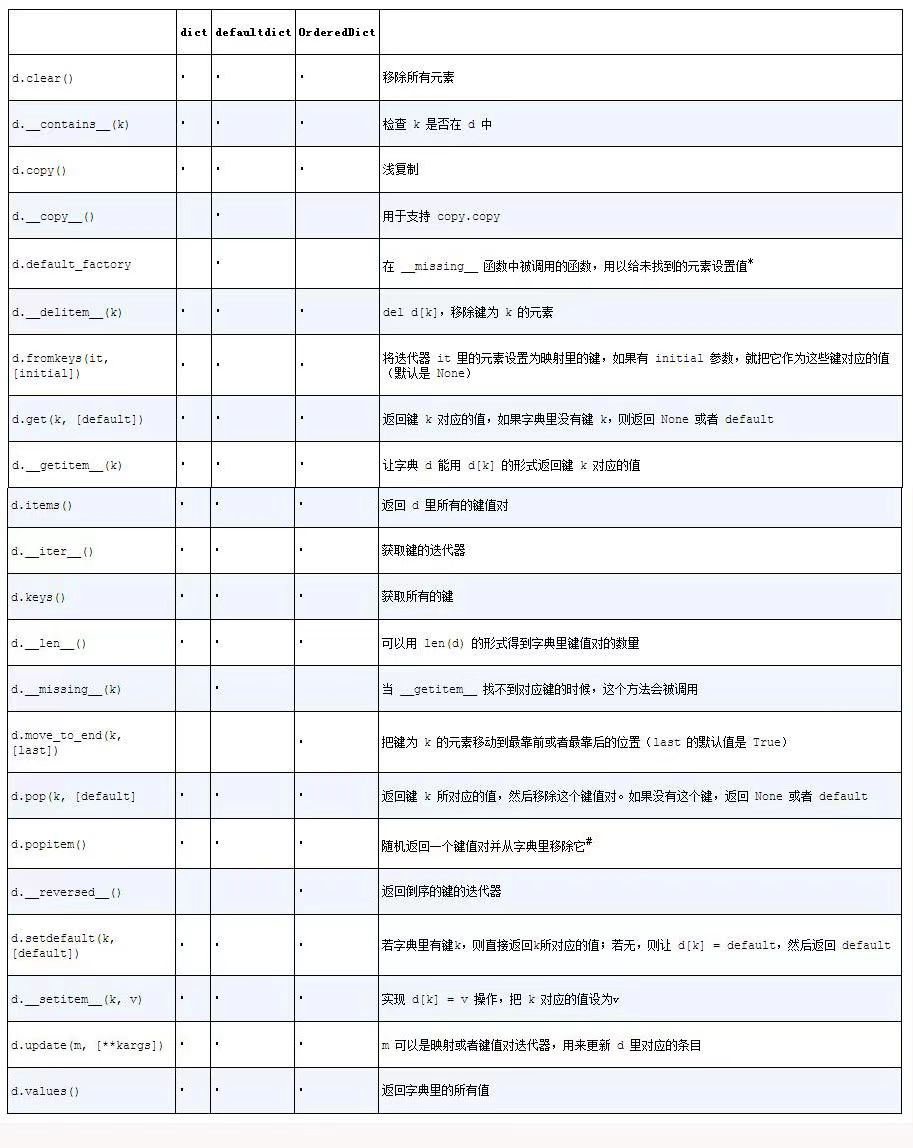 dict defaultdict OrderedDict
d.clear() · · · 移除所有元素
d.__contains__(k) · · · 检查 k 是否在 d 中
d.copy() · · · 浅复制
d.__copy__() · 用于支持 copy.copy
d.default_factory · 在 __missing__ 函数中被调用的函数，用以给未找到的元素设置值*
d.__delitem__(k) · · · del d[k]，移除键为 k 的元素
d.fromkeys(it,
[initial]) · · · 将迭代器 it 里的元素设置为映射里的键，如果有 initial 参数，就把它作为这些键对应的值
（默认是 None）
d.get(k, [default]) · · · 返回键 k 对应的值，如果字典里没有键 k，则返回 None 或者 default
d.__getitem__(k) · · · 让字典 d 能用 d[k] 的形式返回键 k 对应的值
d.items() · · · 返回 d 里所有的键值对
d.__iter__() · · · 获取键的迭代器
d.keys() · · · 获取所有的键
d.__len__() · · · 可以用 len(d) 的形式得到字典里键值对的数量
d.__missing__(k) · 当 __getitem__ 找不到对应键的时候，这个方法会被调用
d.move_to_end(k,
[last]) · 把键为 k 的元素移动到最靠前或者最靠后的位置（last 的默认值是 True）
d.pop(k, [default] · · · 返回键 k 所对应的值，然后移除这个键值对。如果没有这个键，返回 None 或者 default
d.popitem() · · · 随机返回一个键值对并从字典里移除它#
d.__reversed__() · 返回倒序的键的迭代器
d.setdefault(k,
[default]) · · · 若字典里有键k，则直接返回k所对应的值；若无，则让 d[k] = default，然后返回 default
d.__setitem__(k, v) · · · 实现 d[k] = v 操作，把 k 对应的值设为v
d.update(m, [**kargs]) · · · m 可以是映射或者键值对迭代器，用来更新 d 里对应的条目
d.values() · · · 返回字典里的所有值